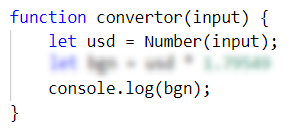 function convertor(input) {
let usd = Number(input);
console.log(bgn);
}